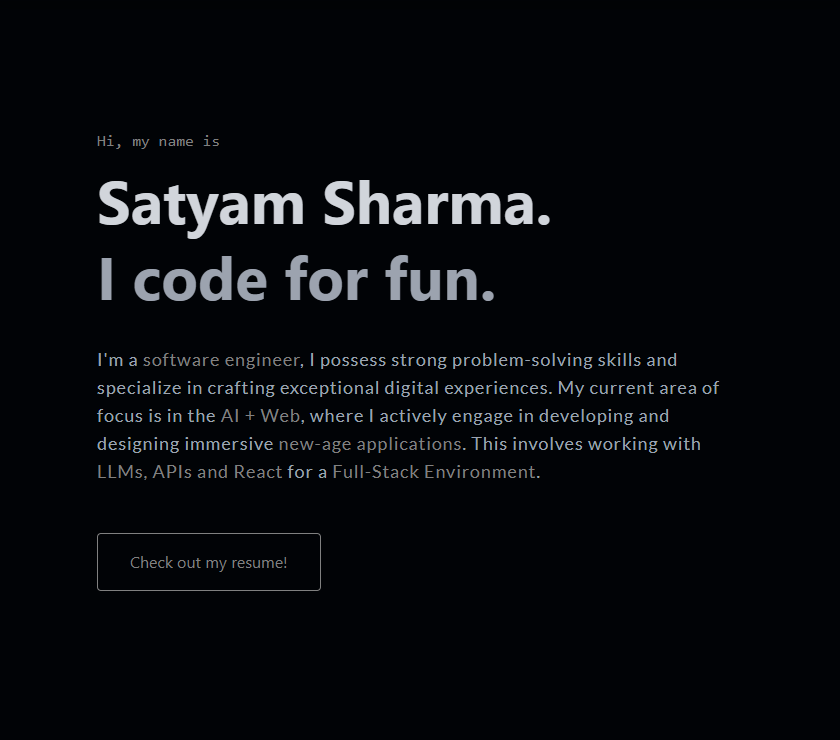 Hi, my name is
Satyam Sharma.
I code for fun.
I'm a software engineer, I possess strong problem-solving skills and
specialize in crafting exceptional digital experiences. My current area of
focus is in the AI + Web, where I actively engage in developing and
designing immersive new-age applications. This involves working with
LLMs, APIs and React for a Full-Stack Environment.
Check out my resume!